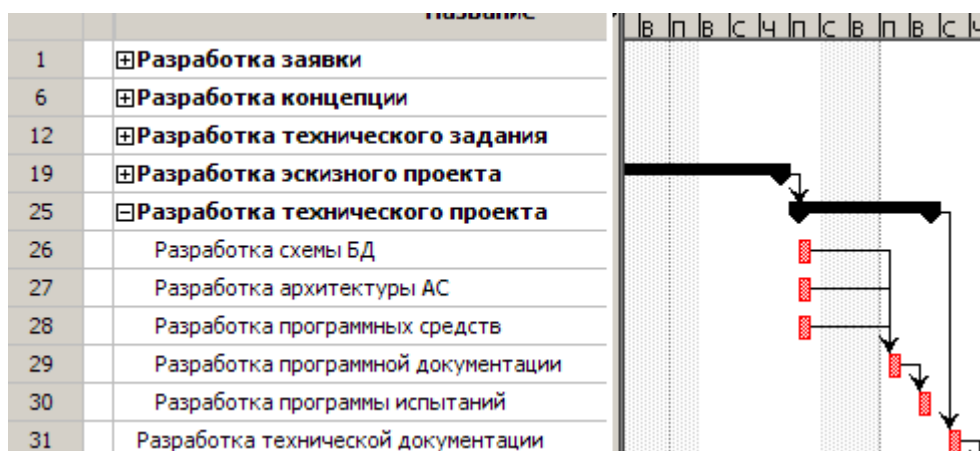 Название
В П В С Ч П С В П В С Ч
1 Разработка заявки
6 Разработка концепции
12 Разработка технического задания
19 Разработка эскизного проекта
25 Разработка технического проекта
26 Разработка схемы БД
27 Разработка архитектуры АС
28 Разработка программных средств
29 Разработка программной документации
30 Разработка программы испытаний
31 Разработка технической документации